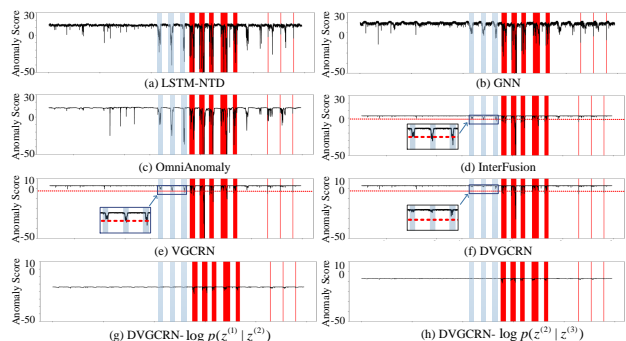 Anomaly Score
30
0
-50
(a) LSTM-NTD
Anomaly Score
30
0
-50
(b) GNN
Anomaly Score
30
0
-50
(c) OmniAnomaly
Anomaly Score
30
0
-50
(d) InterFusion
Anomaly Score
10
0
-50
(e) VGCRN
Anomaly Score
10
0
-50
(f) DVGCRN
Anomaly Score
10
0
-50
(g) DVGCRN- log p(z⁽¹⁾ | z⁽²⁾)
Anomaly Score
10
0
-50
(h) DVGCRN- log p(z⁽²⁾ | z⁽³⁾)